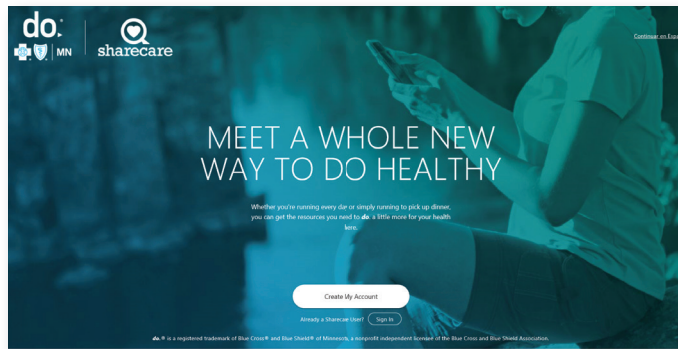 do.
MN
sharecare
Continuar en Espa
MEET A WHOLE NEW
WAY TO DO HEALTHY
Whether you're running every day or simply running to pick up dinner,
you can get the resources you need to do. a little more for your health
here.
Create My Account
Already a Sharecare User? Sign In
do.® is a registered trademark of Blue Cross® and Blue Shield® of Minnesota, a nonprofit independent licensee of the Blue Cross and Blue Shield Association.